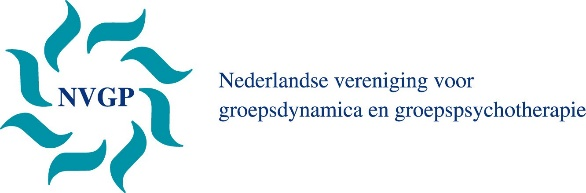 NVGP
Nederlandse vereniging voor
groepsdynamica en groepspsychotherapie